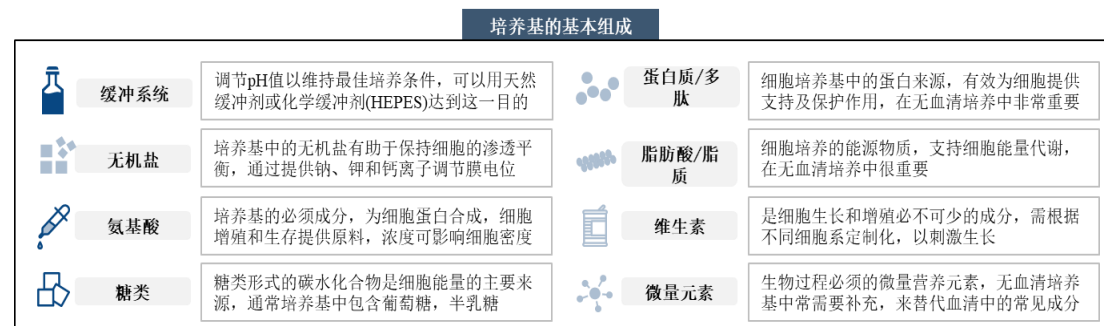 培养基的基本组成
缓冲系统
调节pH值以维持最佳培养条件，可以用天然
缓冲剂或化学缓冲剂(HEPES)达到这一目的
无机盐
培养基中的无机盐有助于保持细胞的渗透平
衡，通过提供钠、钾和钙离子调节膜电位
氨基酸
培养基的必须成分，为细胞蛋白合成，细胞
增殖和生存提供原料，浓度可影响细胞密度
糖类
糖类形式的碳水化合物是细胞能量的主要来
源，通常培养基中包含葡萄糖，半乳糖
蛋白质/多
肽
细胞培养基中的蛋白来源，有效为细胞提供
支持及保护作用，在无血清培养中非常重要
脂肪酸/脂
质
细胞培养的能源物质，支持细胞能量代谢，
在无血清培养中很重要
维生素
是细胞生长和增殖必不可少的成分，需根据
不同细胞系定制化，以刺激生长
微量元素
生物过程必须的微量营养元素，无血清培养
基中常需要补充，来替代血清中的常见成分